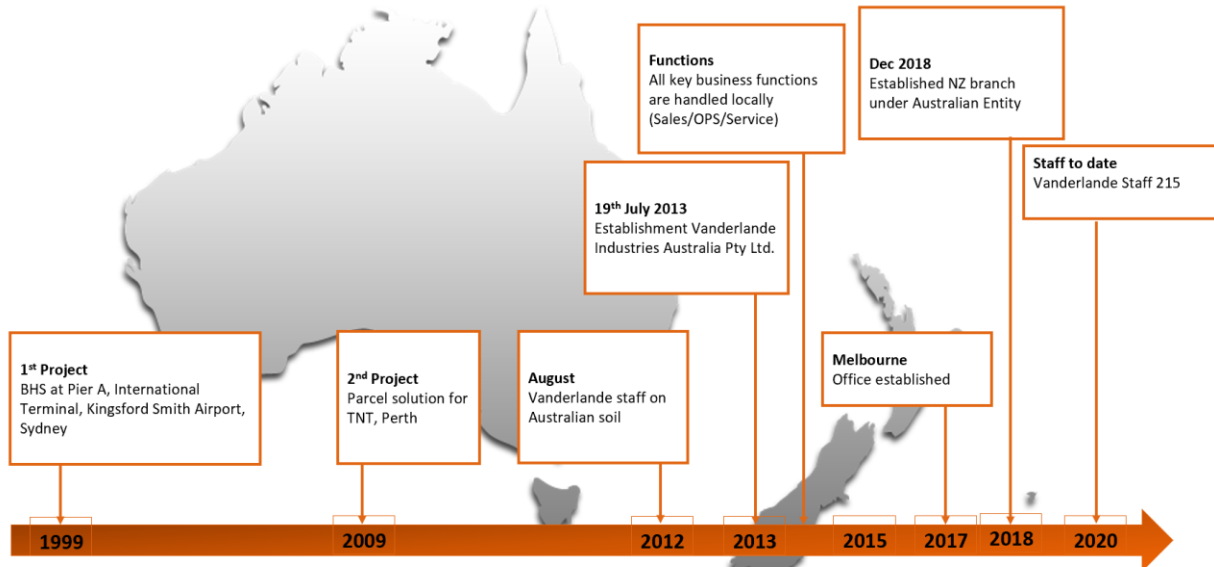 Functions
All key business functions
are handled locally
(Sales/OPS/Service)
Dec 2018
Established NZ branch
under Australian Entity
Staff to date
Vanderlande Staff 215
19th July 2013
Establishment Vanderlande
Industries Australia Pty Ltd.
1st Project
BHS at Pier A, International
Terminal, Kingsford Smith Airport,
Sydney
2nd Project
Parcel solution for
TNT, Perth
August
Vanderlande staff on
Australian soil
Melbourne
Office established
1999
2009
2012
2013
2015
2017
2018
2020